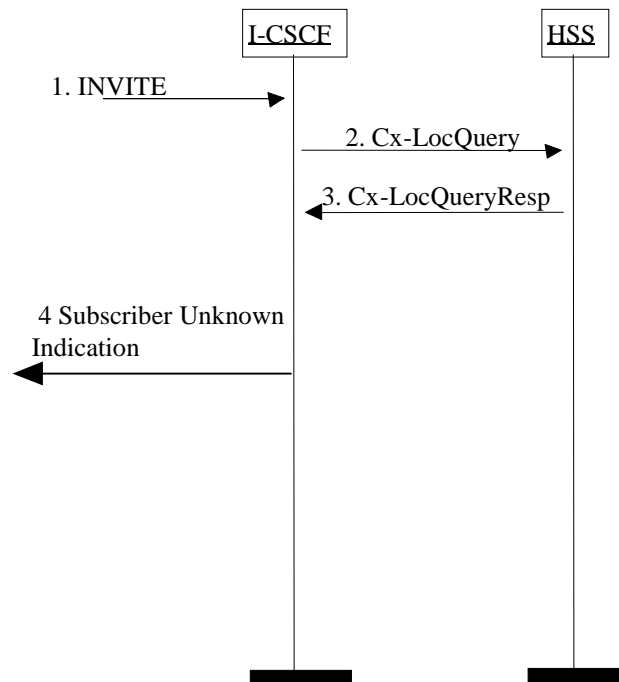 I-CSCF
HSS
1. INVITE
2. Cx-LocQuery
3. Cx-LocQueryResp
4 Subscriber Unknown
Indication